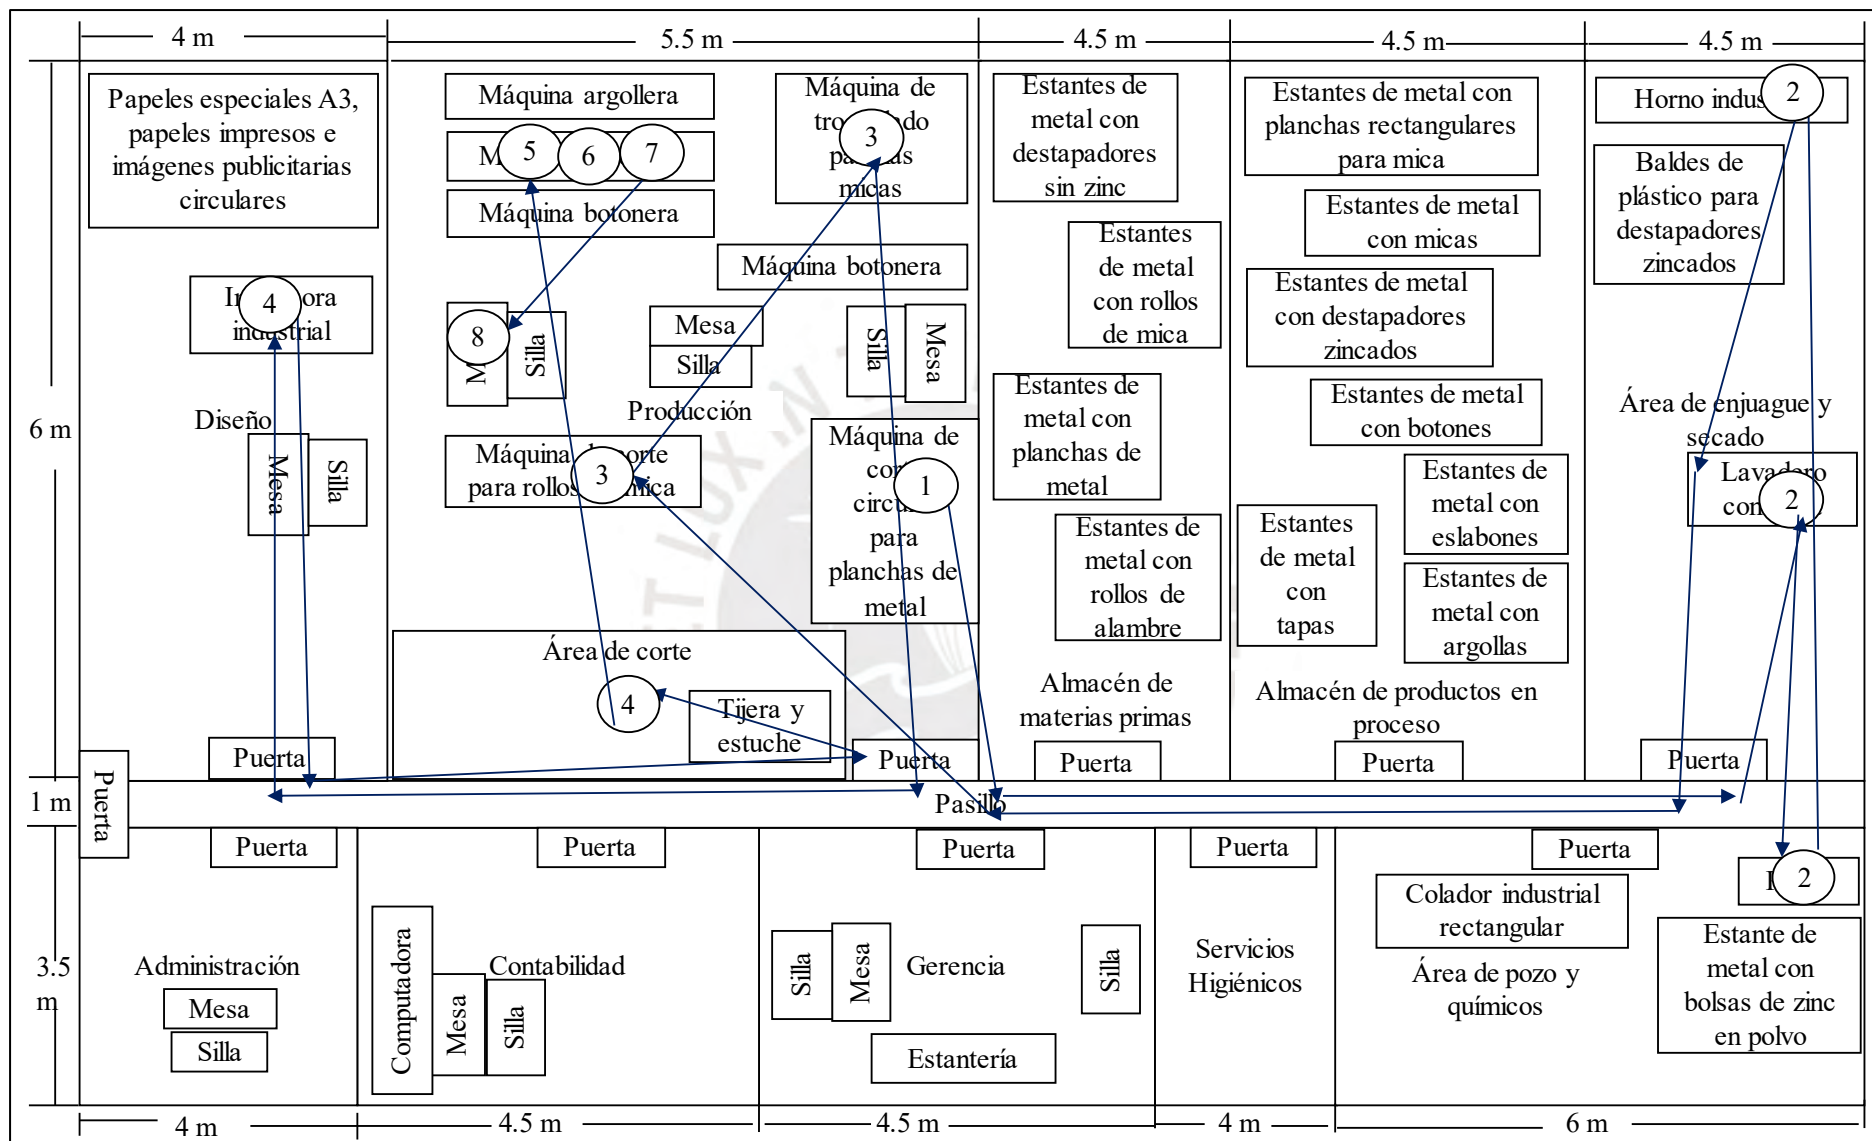 4 m
5.5 m
4.5 m
4.5 m
4.5 m
6 m
1 m
3.5
m
Papeles especiales A3,
papeles impresos e
imágenes publicitarias
circulares
4
industrial
Diseño
Mesa
Silla
Puerta
Puerta
Máquina argollera
5
6
7
Máquina botonera
Máquina de
3
micas
Máquina botonera
8
Silla
Mesa
Silla
Silla
Mesa
Producción
Máquina de corte
para rollos mica
3
Máquina de
1
para
planchas de
metal
Área de corte
4
Tijera y
estuche
Puerta
Estantes de
metal con
destapadores
sin zinc
Estantes
de metal
con rollos
de mica
Estantes de
metal con
planchas de
metal
Estantes de
metal con
rollos de
alambre
Almacén de
materias primas
Puerta
Estantes de metal con
planchas rectangulares
para mica
Estantes de metal
con micas
Estantes de metal
con destapadores
zincados
Estantes de metal
con botones
Estantes de
metal con
eslabones
Estantes
de metal
con
tapas
Estantes de
metal con
argollas
Almacén de productos en
proceso
Puerta
Horno
2
Baldes de
plástico para
destapadores
zincados
Área de enjuague y
secado
Lavadero
2
Puerta
Pasillo
Puerta
Administración
Mesa
Silla
Puerta
Computadora
Contabilidad
Mesa
Silla
Puerta
Silla
Mesa
Gerencia
Silla
Estantería
Puerta
Servicios
Higiénicos
Puerta
2
Colador industrial
rectangular
Área de pozo y
químicos
Estante de
metal con
bolsas de zinc
en polvo
4 m
4.5 m
4.5 m
4 m
6 m